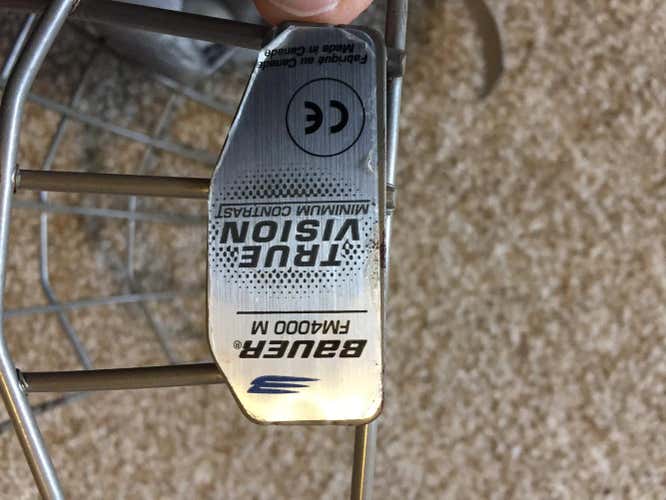 BAUER®
FM4000 M
TRUE
VISION
MINIMUM CONTRAST
CE
Made in Canada
Fabriqué au Canada